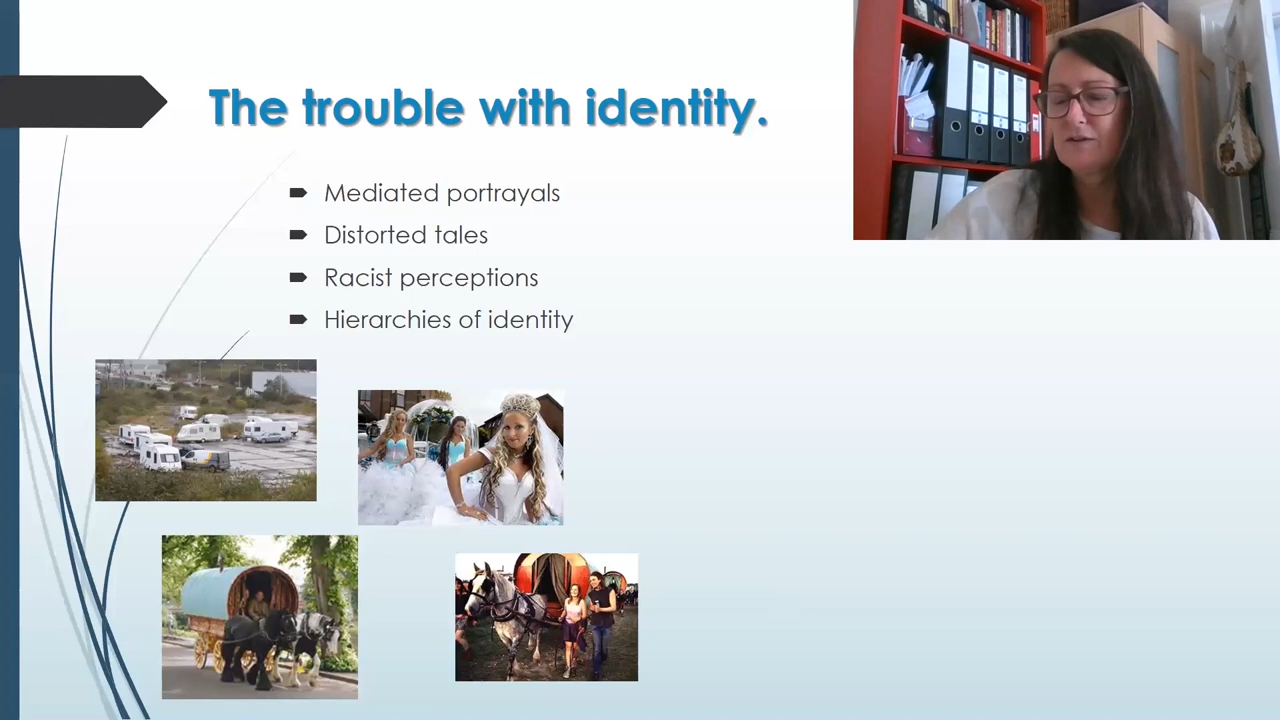 The trouble with identity.
Mediated portrayals
Distorted tales
Racist perceptions
Hierarchies of identity